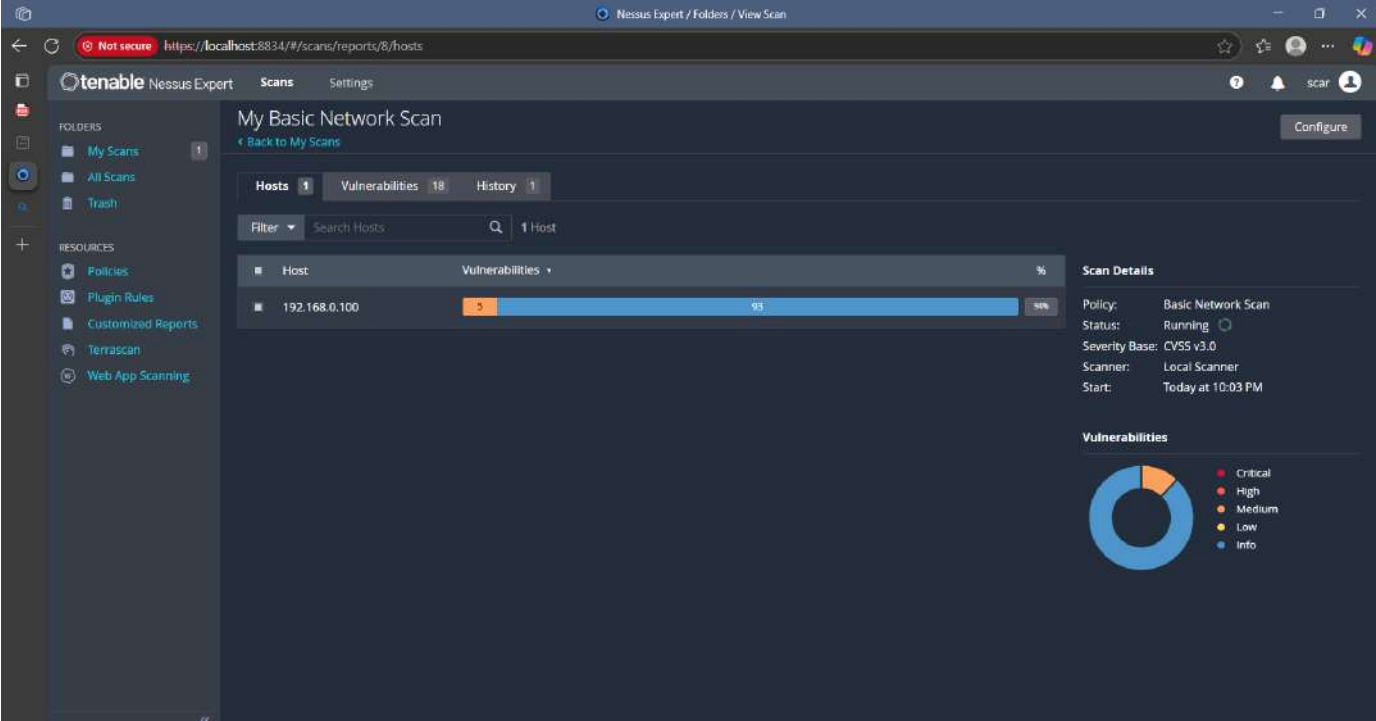 Nessus Expert / Folders / View Scan
Not secure https://localhost:8834/#/scans/reports/8/hosts
tenable Nessus Expert Scans Settings
scar
FOLDERS
My Scans 1
All Scans
Trash
RESOURCES
Policies
Plugin Rules
Customized Reports
Terrascan
Web App Scanning
My Basic Network Scan
Back to My Scans
Configure
Hosts 1 Vulnerabilities 18 History 1
Filter Search Hosts 1 Host
Host Vulnerabilities %
192.168.0.100 5 93
Scan Details
Policy: Basic Network Scan
Status: Running
Severity Base: CVSS v3.0
Scanner: Local Scanner
Start: Today at 10:03 PM
Vulnerabilities
Critical
High
Medium
Low
Info